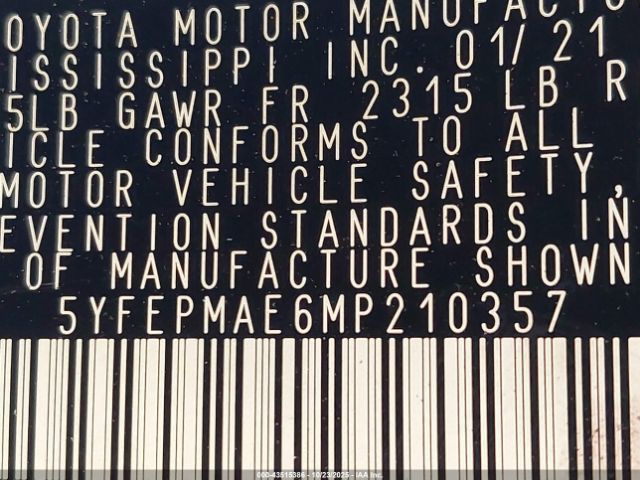 OYOTA MOTOR MANUFACTU
ISSISSIPPI INC. 01/21
5LB GAWR FR 2315 LB R
ICLE CONFORMS TO ALL
MOTOR VEHICLE SAFETY,
EVENTION STANDARDS IN
OF MANUFACTURE SHOWN
5YFEPMAE6MP210357
000-43515386 - 10/23/2025 - IAA Inc.